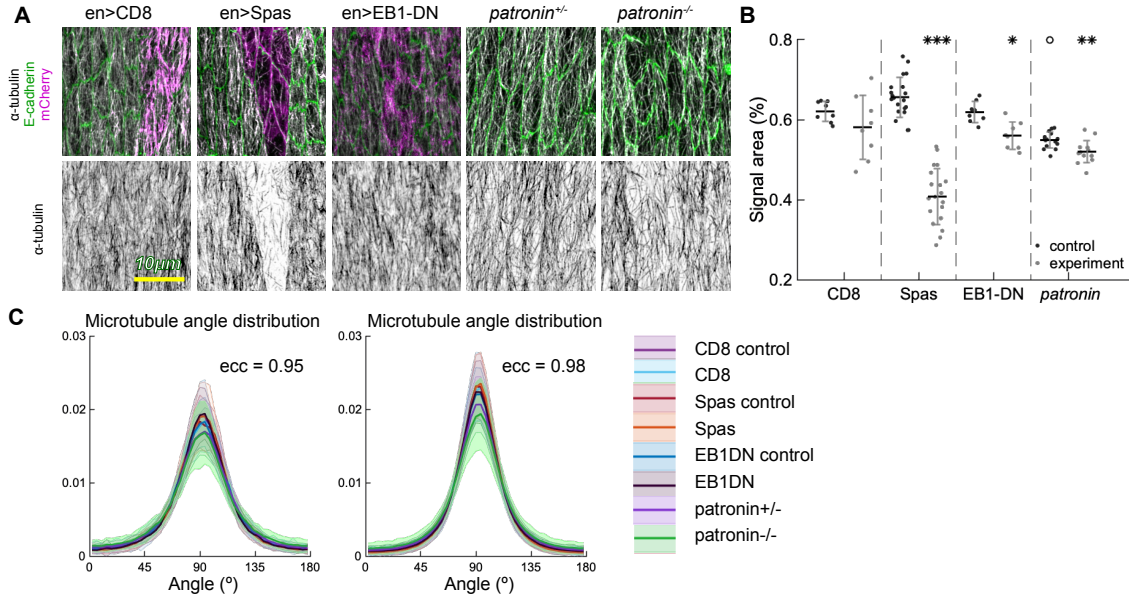 A
en>CD8
en>Spas
en>EB1-DN
patronin+/-
patronin-/-
α-tubulin
E-cadherin
mCherry
α-tubulin
10µm
B
Signal area (%)
0.8
0.6
0.4
0.2
***
*
**
control
experiment
CD8
Spas
EB1-DN
patronin
C
Microtubule angle distribution
ecc = 0.95
0.03
0.02
0.01
0
0
45
90
135
180
Angle (º)
Microtubule angle distribution
ecc = 0.98
0.03
0.02
0.01
0
0
45
90
135
180
Angle (º)
CD8 control
CD8
Spas control
Spas
EB1DN control
EB1DN
patronin+/-
patronin-/-